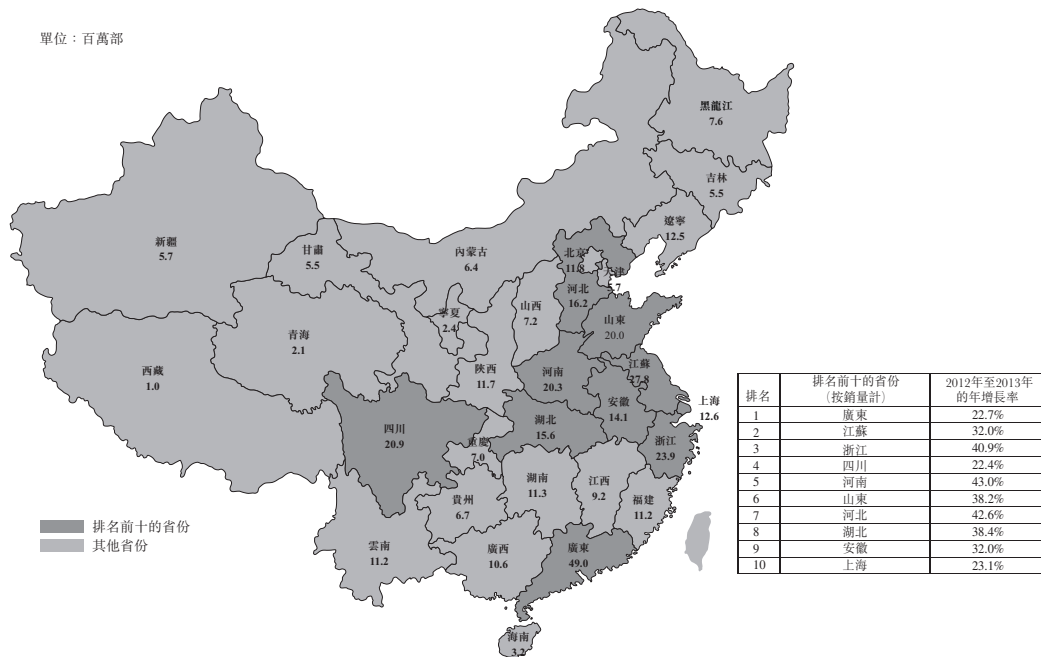 單位：百萬部
黑龍江
7.6
吉林
5.5
遼寧
12.5
新疆
5.7
甘肅
5.5
內蒙古
6.4
北京
11.8
天津
5.7
河北
16.2
山西
7.2
寧夏
2.4
山東
20.0
青海
2.1
西藏
1.0
陝西
11.7
河南
20.3
江蘇
27.8
安徽
14.1
上海
12.6
四川
20.9
重慶
7.0
湖北
15.6
浙江
23.9
湖南
11.3
江西
9.2
貴州
6.7
福建
11.2
雲南
11.2
廣西
10.6
廣東
49.0
海南
3.2
排名前十的省份
其他省份
排名 排名前十的省份（按銷量計） 2012年至2013年的年增長率
1 廣東 22.7%
2 江蘇 32.0%
3 浙江 40.9%
4 四川 22.4%
5 河南 43.0%
6 山東 38.2%
7 河北 42.6%
8 湖北 38.4%
9 安徽 32.0%
10 上海 23.1%